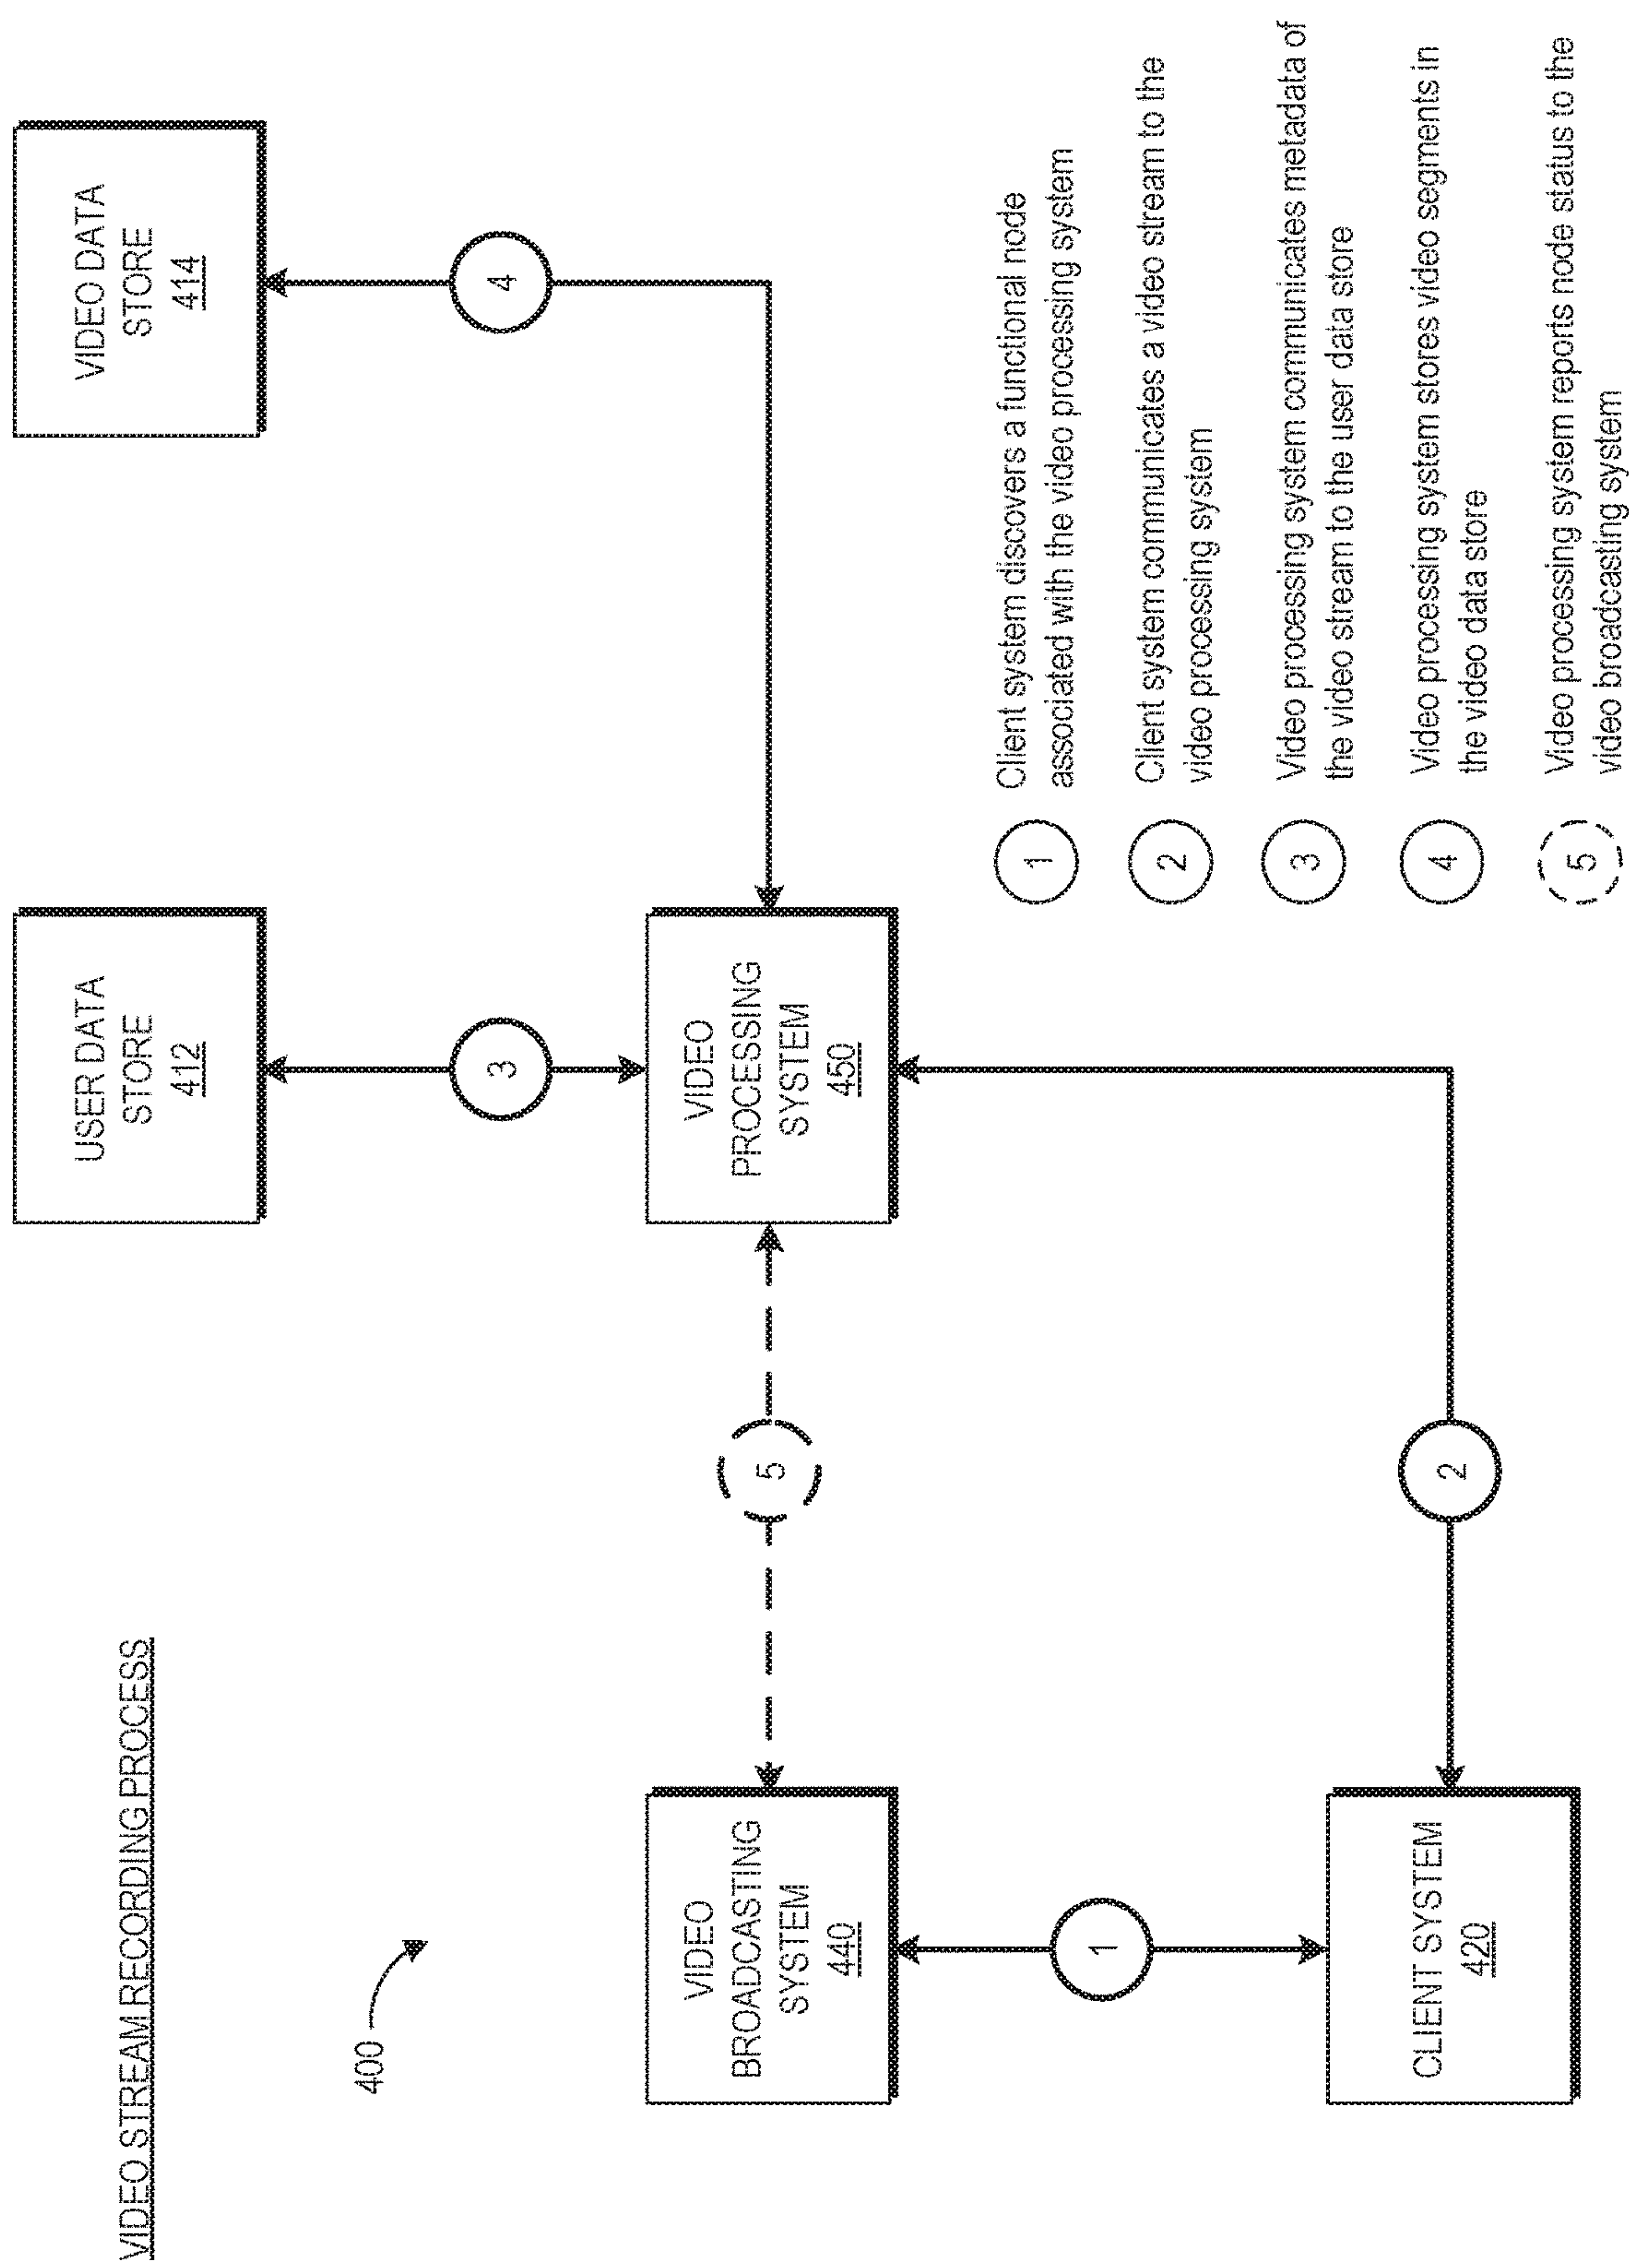 VIDEO STREAM RECORDING PROCESS
400
USER DATA
STORE
412
VIDEO DATA
STORE
414
3
4
VIDEO
BROADCASTING
SYSTEM
440
5
VIDEO
PROCESSING
SYSTEM
450
1
CLIENT SYSTEM
420
2
1 Client system discovers a functional node
associated with the video processing system
2 Client system communicates a video stream to the
video processing system
3 Video processing system communicates metadata of
the video stream to the user data store
4 Video processing system stores video segments in
the video data store
5 Video processing system reports node status to the
video broadcasting system